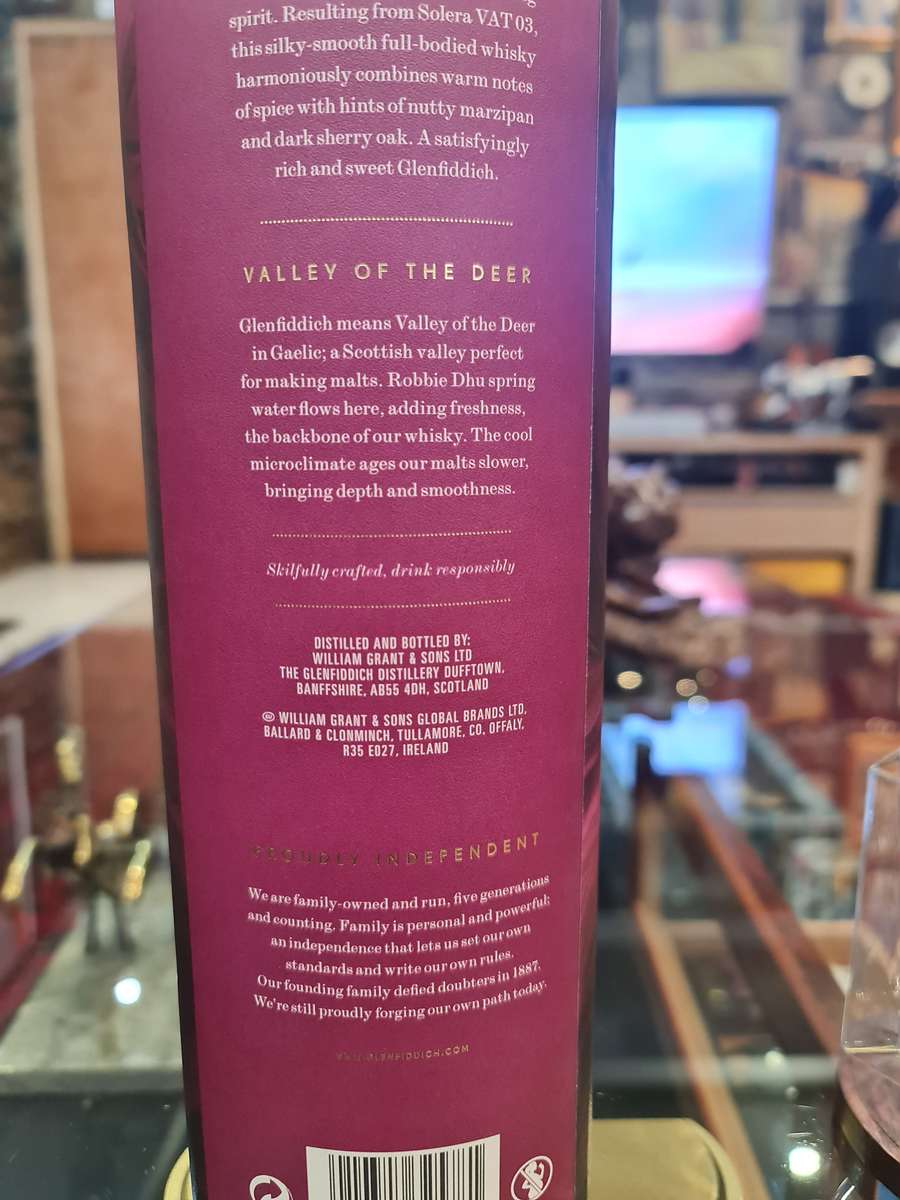 spirit. Resulting from Solera VAT 03,
this silky-smooth full-bodied whisky
harmoniously combines warm notes
of spice with hints of nutty marzipan
and dark sherry oak. A satisfyingly
rich and sweet Glenfiddich.
VALLEY OF THE DEER
Glenfiddich means Valley of the Deer
in Gaelic; a Scottish valley perfect
for making malts. Robbie Dhu spring
water flows here, adding freshness,
the backbone of our whisky. The cool
microclimate ages our malts slower,
bringing depth and smoothness.
Skilfully crafted, drink responsibly
DISTILLED AND BOTTLED BY:
WILLIAM GRANT & SONS LTD
THE GLENFIDDICH DISTILLERY DUFFTOWN,
BANFFSHIRE, AB55 4DH, SCOTLAND
WILLIAM GRANT & SONS GLOBAL BRANDS LTD,
BALLARD & CLONMINCH, TULLAMORE, CO. OFFALY,
R35 E027, IRELAND
PROUDLY INDEPENDENT
We are family-owned and run, five generations
and counting. Family is personal and powerful;
an independence that lets us set our own
standards and write our own rules.
Our founding family defied doubters in 1887.
We're still proudly forging our own path today.
WWW.GLENFIDDICH.COM